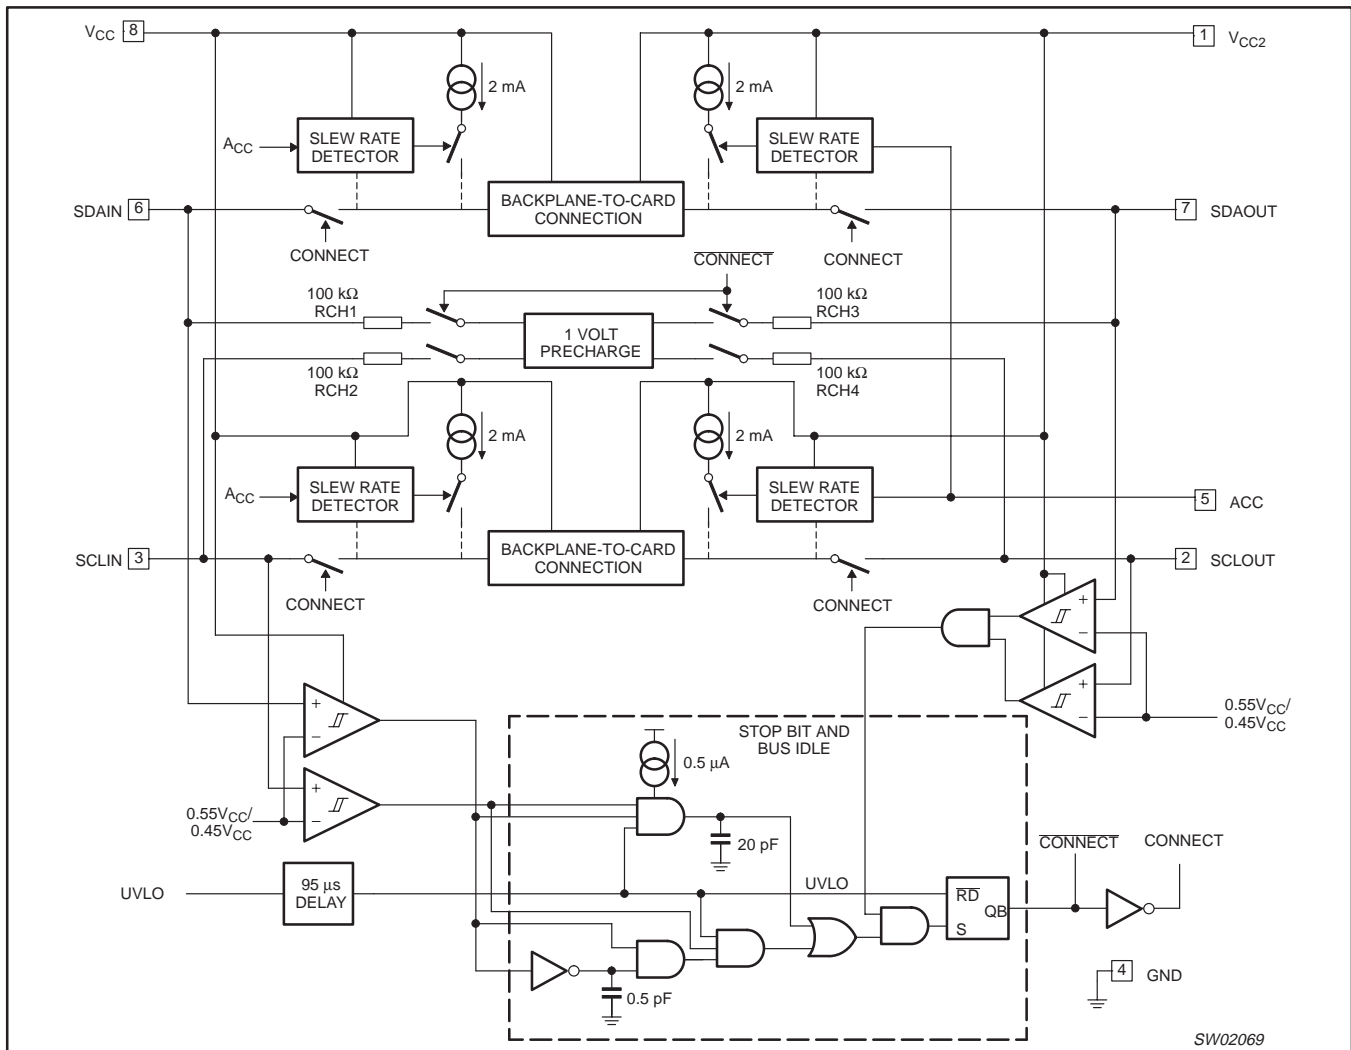 VCC 8
1 VCC2
2 mA
2 mA
ACC
SLEW RATE
DETECTOR
SLEW RATE
DETECTOR
SDAIN 6
BACKPLANE-TO-CARD
CONNECTION
7 SDAOUT
CONNECT
CONNECT
CONNECT
100 kΩ
RCH1
100 kΩ
RCH3
1 VOLT
PRECHARGE
100 kΩ
RCH2
100 kΩ
RCH4
2 mA
2 mA
ACC
SLEW RATE
DETECTOR
SLEW RATE
DETECTOR
5 ACC
SCLIN 3
BACKPLANE-TO-CARD
CONNECTION
2 SCLOUT
CONNECT
CONNECT
+
–
+
–
0.55VCC/
0.45VCC
+
–
+
–
0.55VCC/
0.45VCC
STOP BIT AND
BUS IDLE
0.5 μA
20 pF
CONNECT
CONNECT
UVLO
95 μs
DELAY
UVLO
RD
QB
S
0.5 pF
4 GND
SW02069